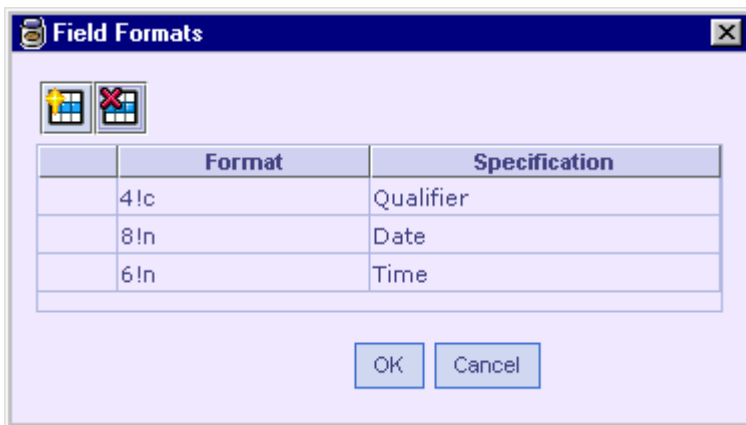 Field Formats
Format Specification
4!c Qualifier
8!n Date
6!n Time
OK Cancel